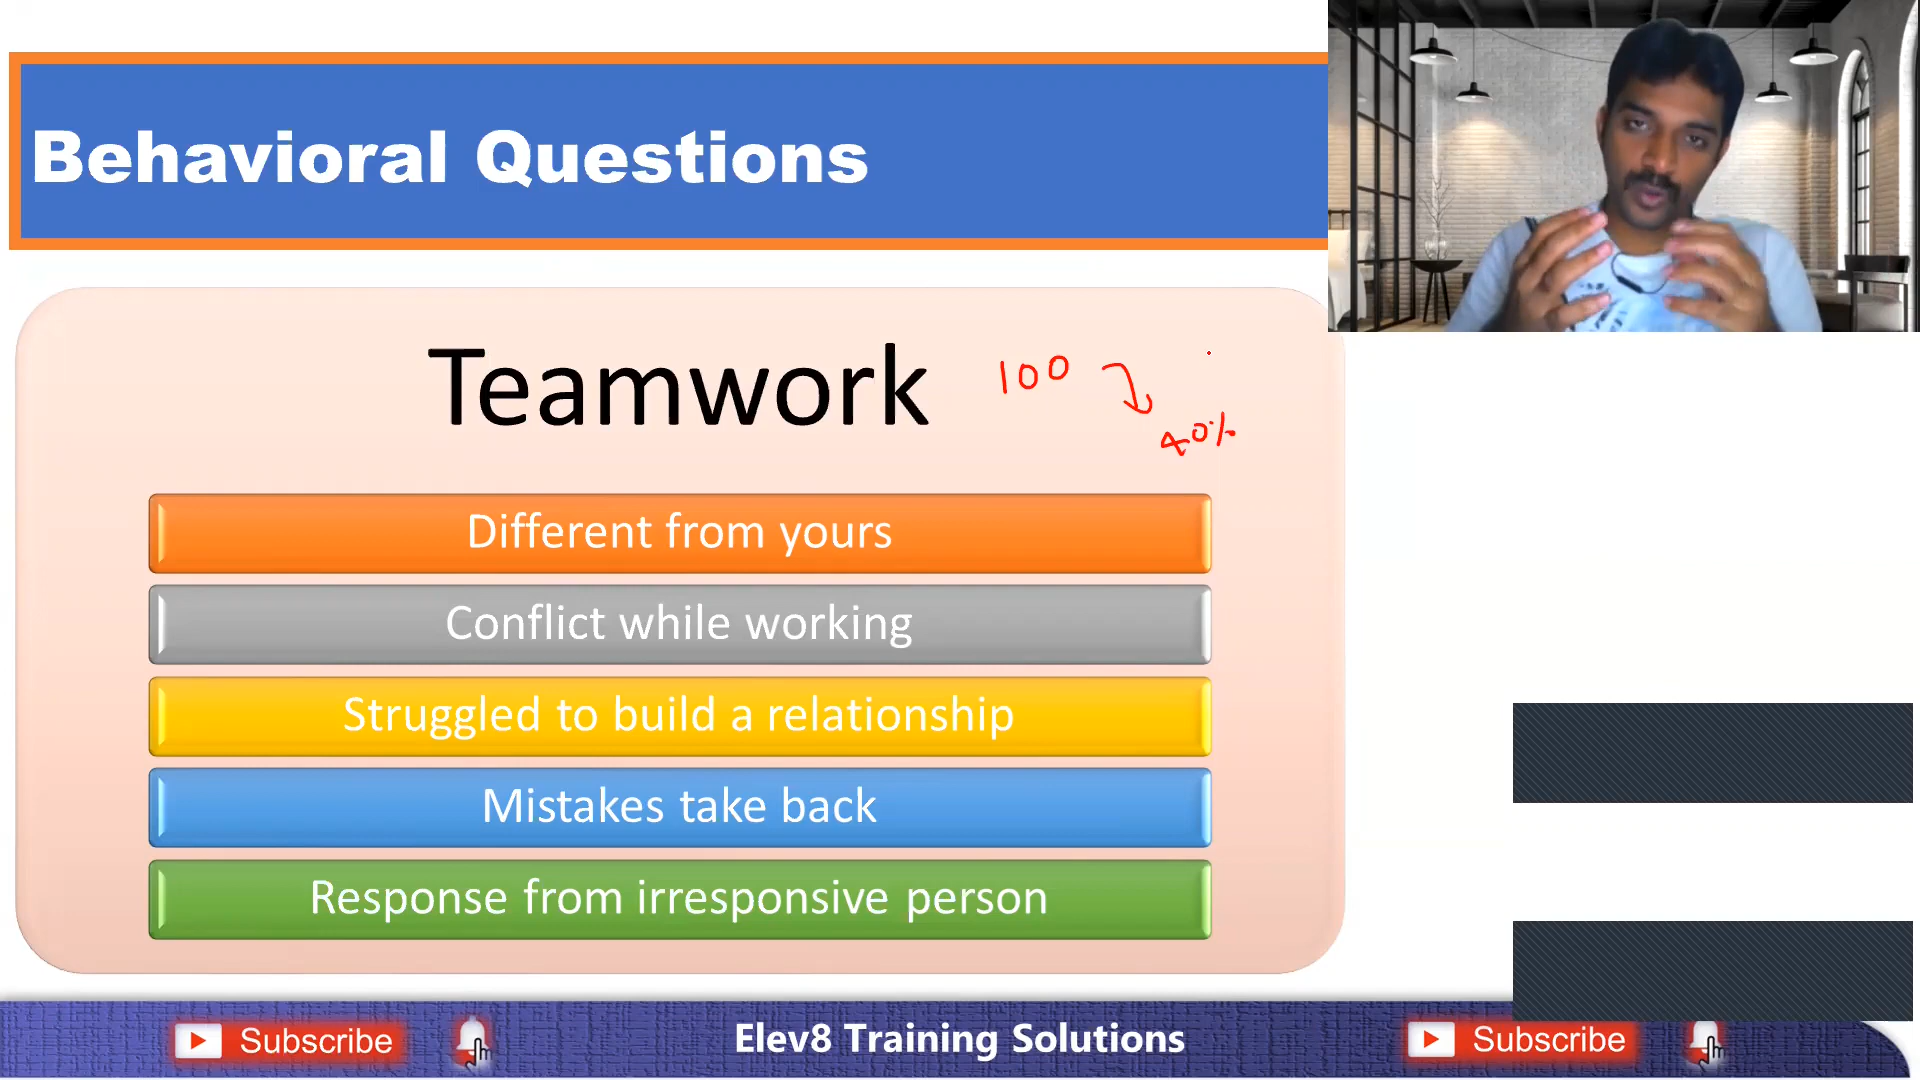 Behavioral Questions
Teamwork
100
40%
Different from yours
Conflict while working
Struggled to build a relationship
Mistakes take back
Response from irresponsive person
Subscribe
Elev8 Training Solutions
Subscribe